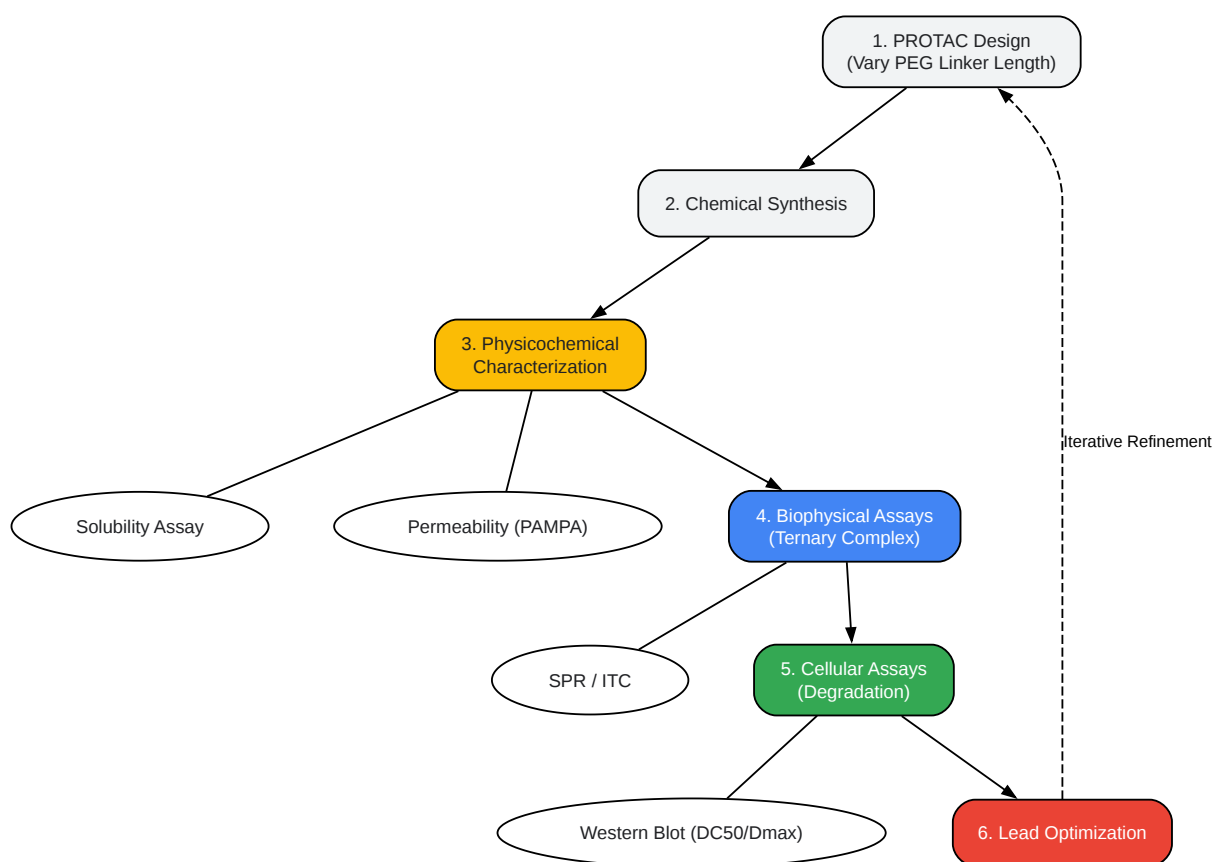 1. PROTAC Design
(Vary PEG Linker Length)
2. Chemical Synthesis
3. Physicochemical
Characterization
Iterative Refinement
Solubility Assay
Permeability (PAMPA)
4. Biophysical Assays
(Ternary Complex)
SPR / ITC
5. Cellular Assays
(Degradation)
Western Blot (DC50/Dmax)
6. Lead Optimization